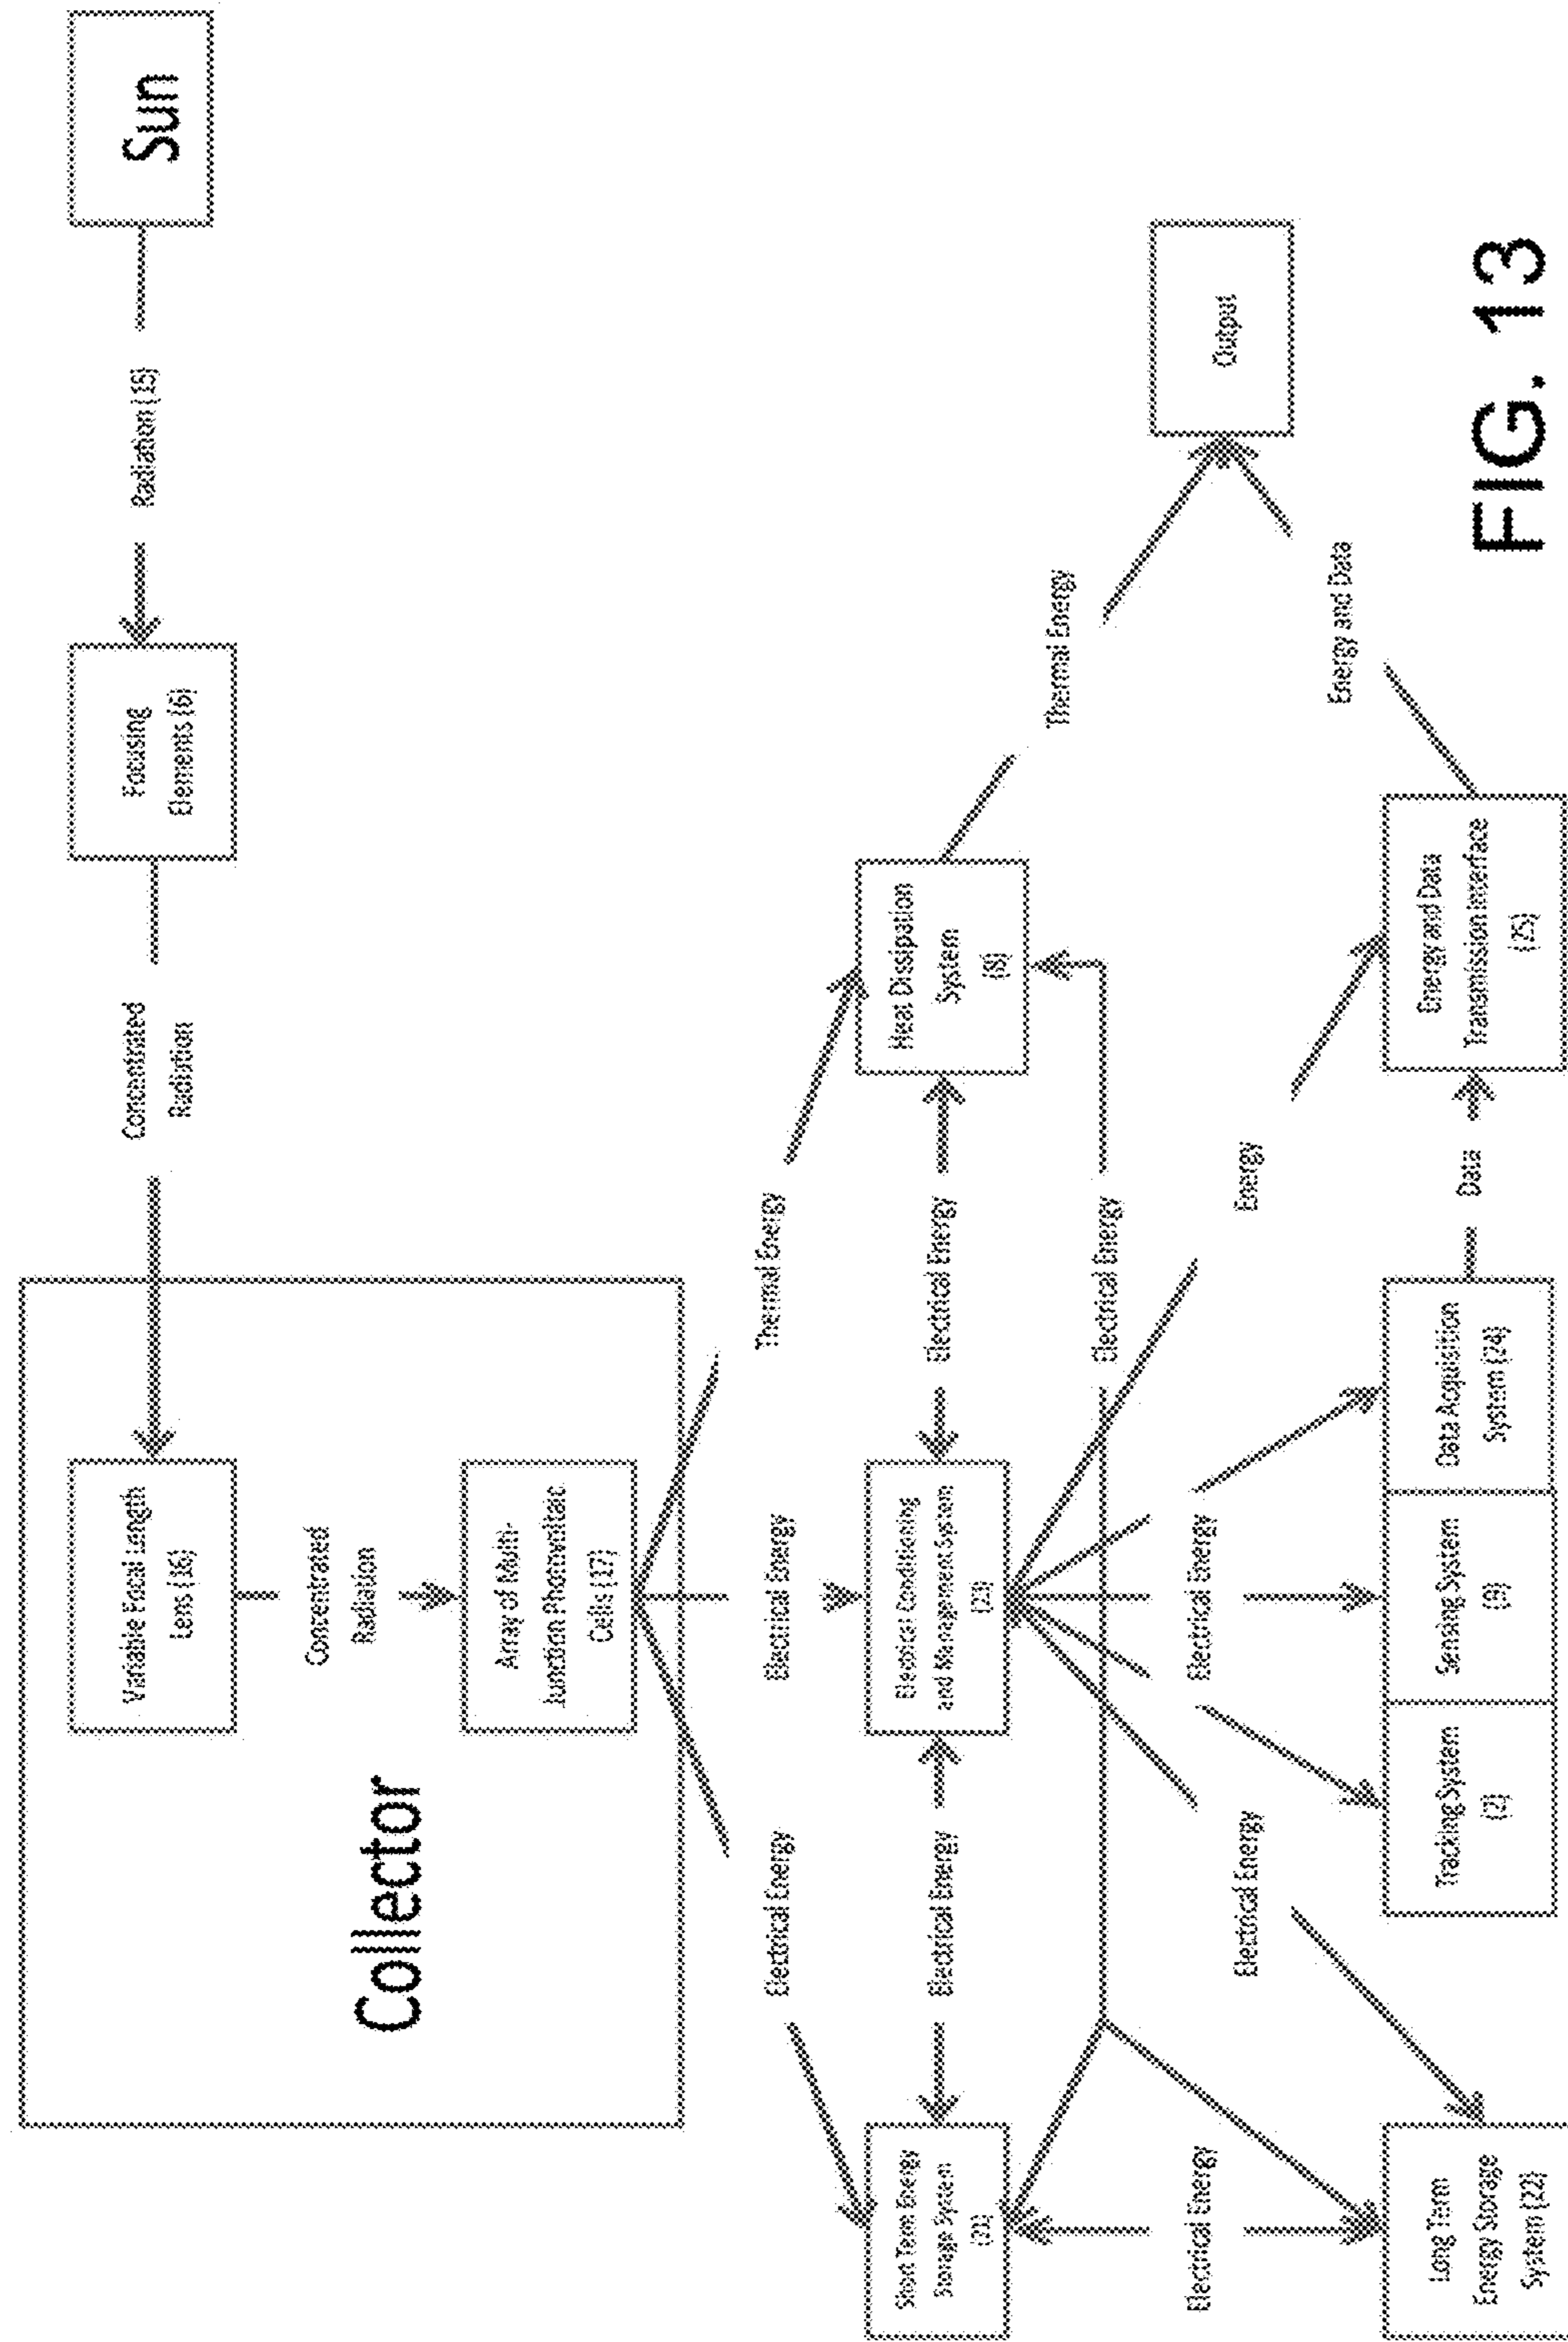 Sun
Radiation (15)
Focusing
Elements (6)
Concentrated
Radiation
Collector
Variable Focal Length
Lens (16)
Concentrated
Radiation
Array of Multi-
Junction Photovoltaic
Cells (17)
Electrical Energy
Electrical Energy
Thermal Energy
Short Term Energy
Storage System
(21)
Electrical Energy
Electrical Conditioning
and Management System
(23)
Electrical Energy
Heat Dissipation
System
(8)
Thermal Energy
Electrical Energy
Electrical Energy
Electrical Energy
Electrical Energy
Energy
Energy and Data
Output
Long Term
Energy Storage
System (22)
Tracking System
(2)
Sensing System
(9)
Data Acquisition
System (24)
Data
Energy and Data
Transmission Interface
(25)
FIG. 13